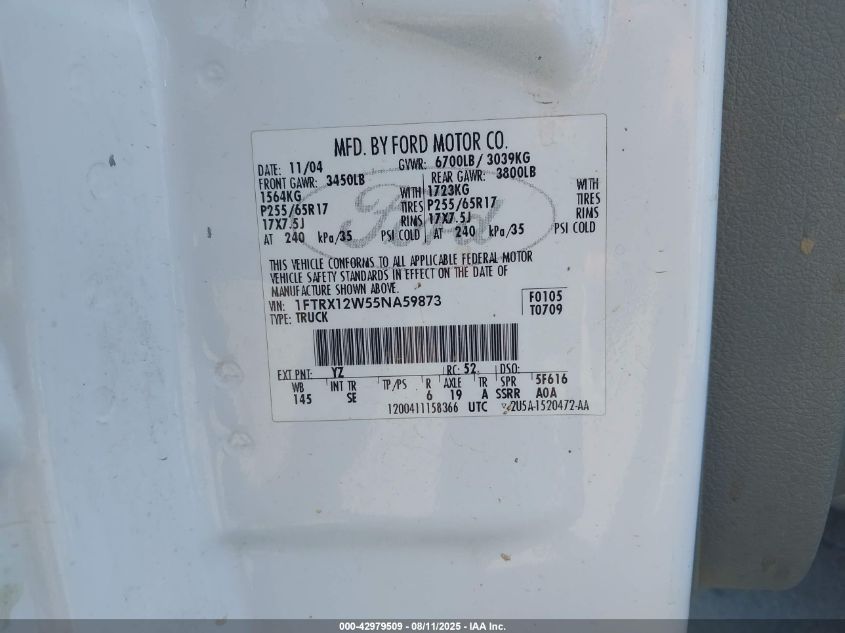 MFD. BY FORD MOTOR CO.
DATE: 11/04 GVWR: 6700LB/ 3039KG
FRONT GAWR: 3450LB REAR GAWR: 3800LB
1564KG WITH 1723KG WITH
P255/65R17 TIRES P255/65R17 TIRES
17X7.5J RIMS 17X7.5J RIMS
AT 240 kPa/35 PSI COLD AT 240 kPa/35 PSI COLD
Ford
THIS VEHICLE CONFORMS TO ALL APPLICABLE FEDERAL MOTOR
VEHICLE SAFETY STANDARDS IN EFFECT ON THE DATE OF
MANUFACTURE SHOWN ABOVE.
VIN: 1FTRX12W55NA59873 F0105
TYPE: TRUCK T0709
EXT PNT: YZ RC: 52 DSO:
WB INT TR TP/PS R AXLE TR SPR 5F616
145 SE 6 19 A SSRR A0A
1200411158366 UTC 2U5A-1520472-AA
000-42979509 - 08/11/2025 - IAA Inc.